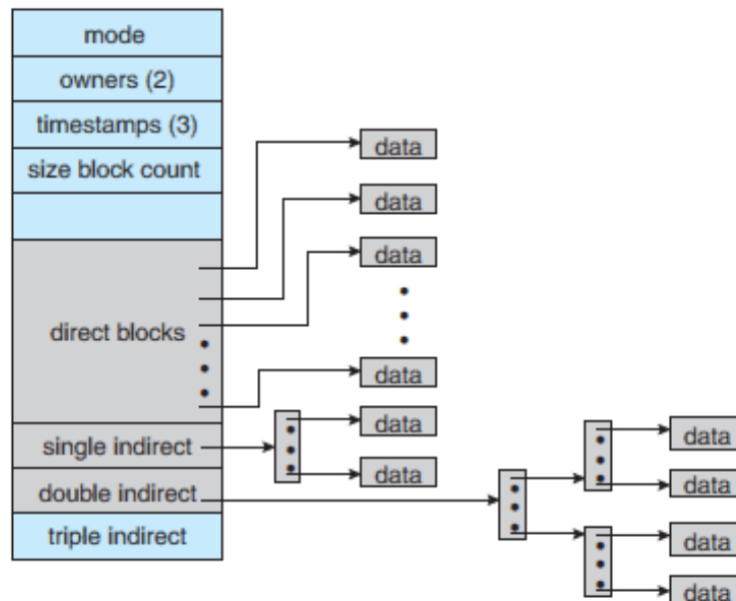 mode
owners (2)
timestamps (3)
size block count
direct blocks
single indirect
double indirect
triple indirect
data
data
data
data
data
data
data
data
data
data